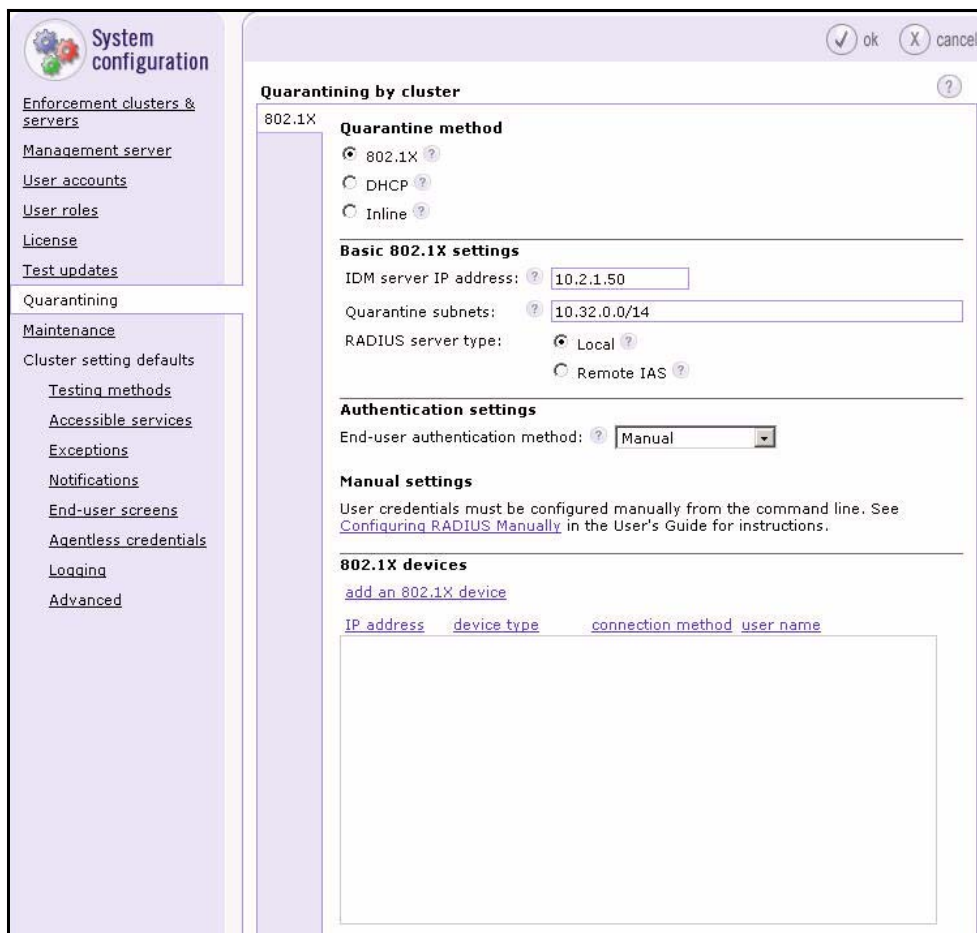 System
configuration
Enforcement clusters &
servers
Management server
User accounts
User roles
License
Test updates
Quarantining
Maintenance
Cluster setting defaults
Testing methods
Accessible services
Exceptions
Notifications
End-user screens
Agentless credentials
Logging
Advanced
✓ ok X cancel
Quarantining by cluster ?
802.1X
Quarantine method
802.1X ?
DHCP ?
Inline ?
Basic 802.1X settings
IDM server IP address: ? 10.2.1.50
Quarantine subnets: ? 10.32.0.0/14
RADIUS server type: Local ?
Remote IAS ?
Authentication settings
End-user authentication method: ? Manual
Manual settings
User credentials must be configured manually from the command line. See
Configuring RADIUS Manually in the User's Guide for instructions.
802.1X devices
add an 802.1X device
IP address device type connection method user name